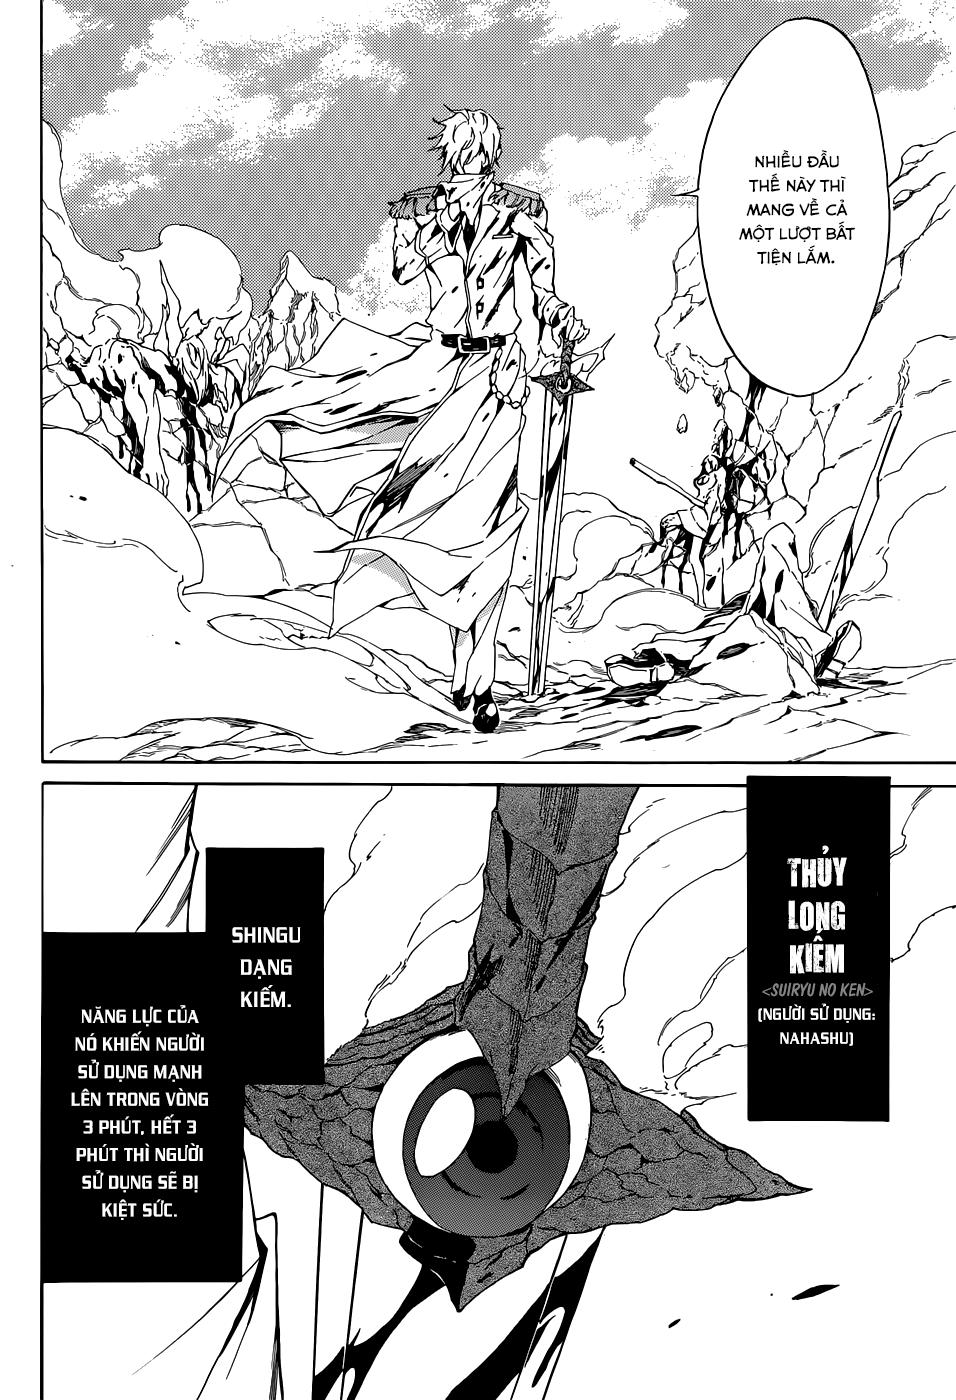 NHIỀU ĐẦU
THẾ NÀY THÌ
MANG VỀ CẢ
MỘT LƯỢT BẤT
TIỆN LẮM.
THỦY
LONG
KIẾM
<SUIRYU NO KEN>
(NGƯỜI SỬ DỤNG:
NAHASHU)
SHINGU
DẠNG
KIẾM.
NĂNG LỰC CỦA
NÓ KHIẾN NGƯỜI
SỬ DỤNG MẠNH
LÊN TRONG VÒNG
3 PHÚT, HẾT 3
PHÚT THÌ NGƯỜI
SỬ DỤNG SẼ BỊ
KIỆT SỨC.